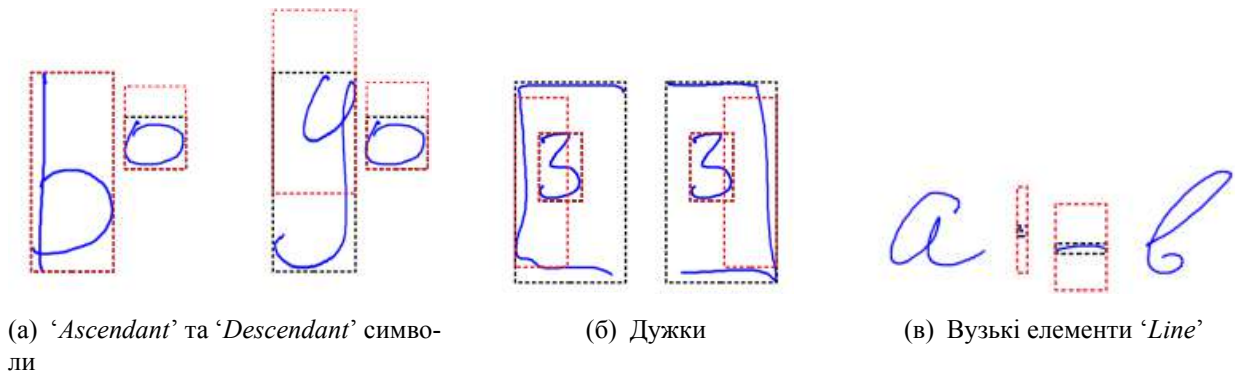 b o y o
[ 3 3 ]
a · - b
(а) ‘Ascendant’ та ‘Descendant’ симво-
ли
(б) Дужки
(в) Вузькі елементи ‘Line’